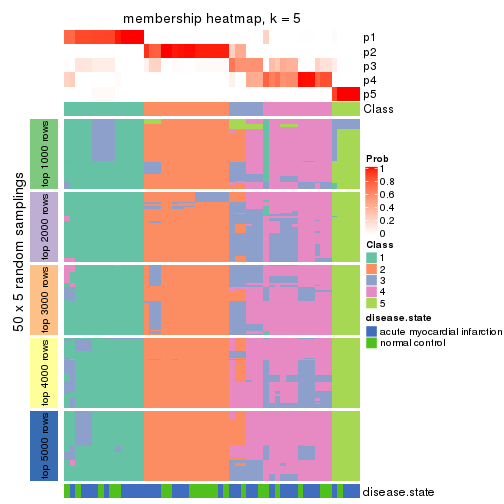 membership heatmap, k = 5
p1
p2
p3
p4
p5
Class
50 x 5 random samplings
top 1000 rows
top 2000 rows
top 3000 rows
top 4000 rows
top 5000 rows
disease.state
Prob
1
0.8
0.6
0.4
0.2
0
Class
1
2
3
4
5
disease.state
acute myocardial infarction
normal control